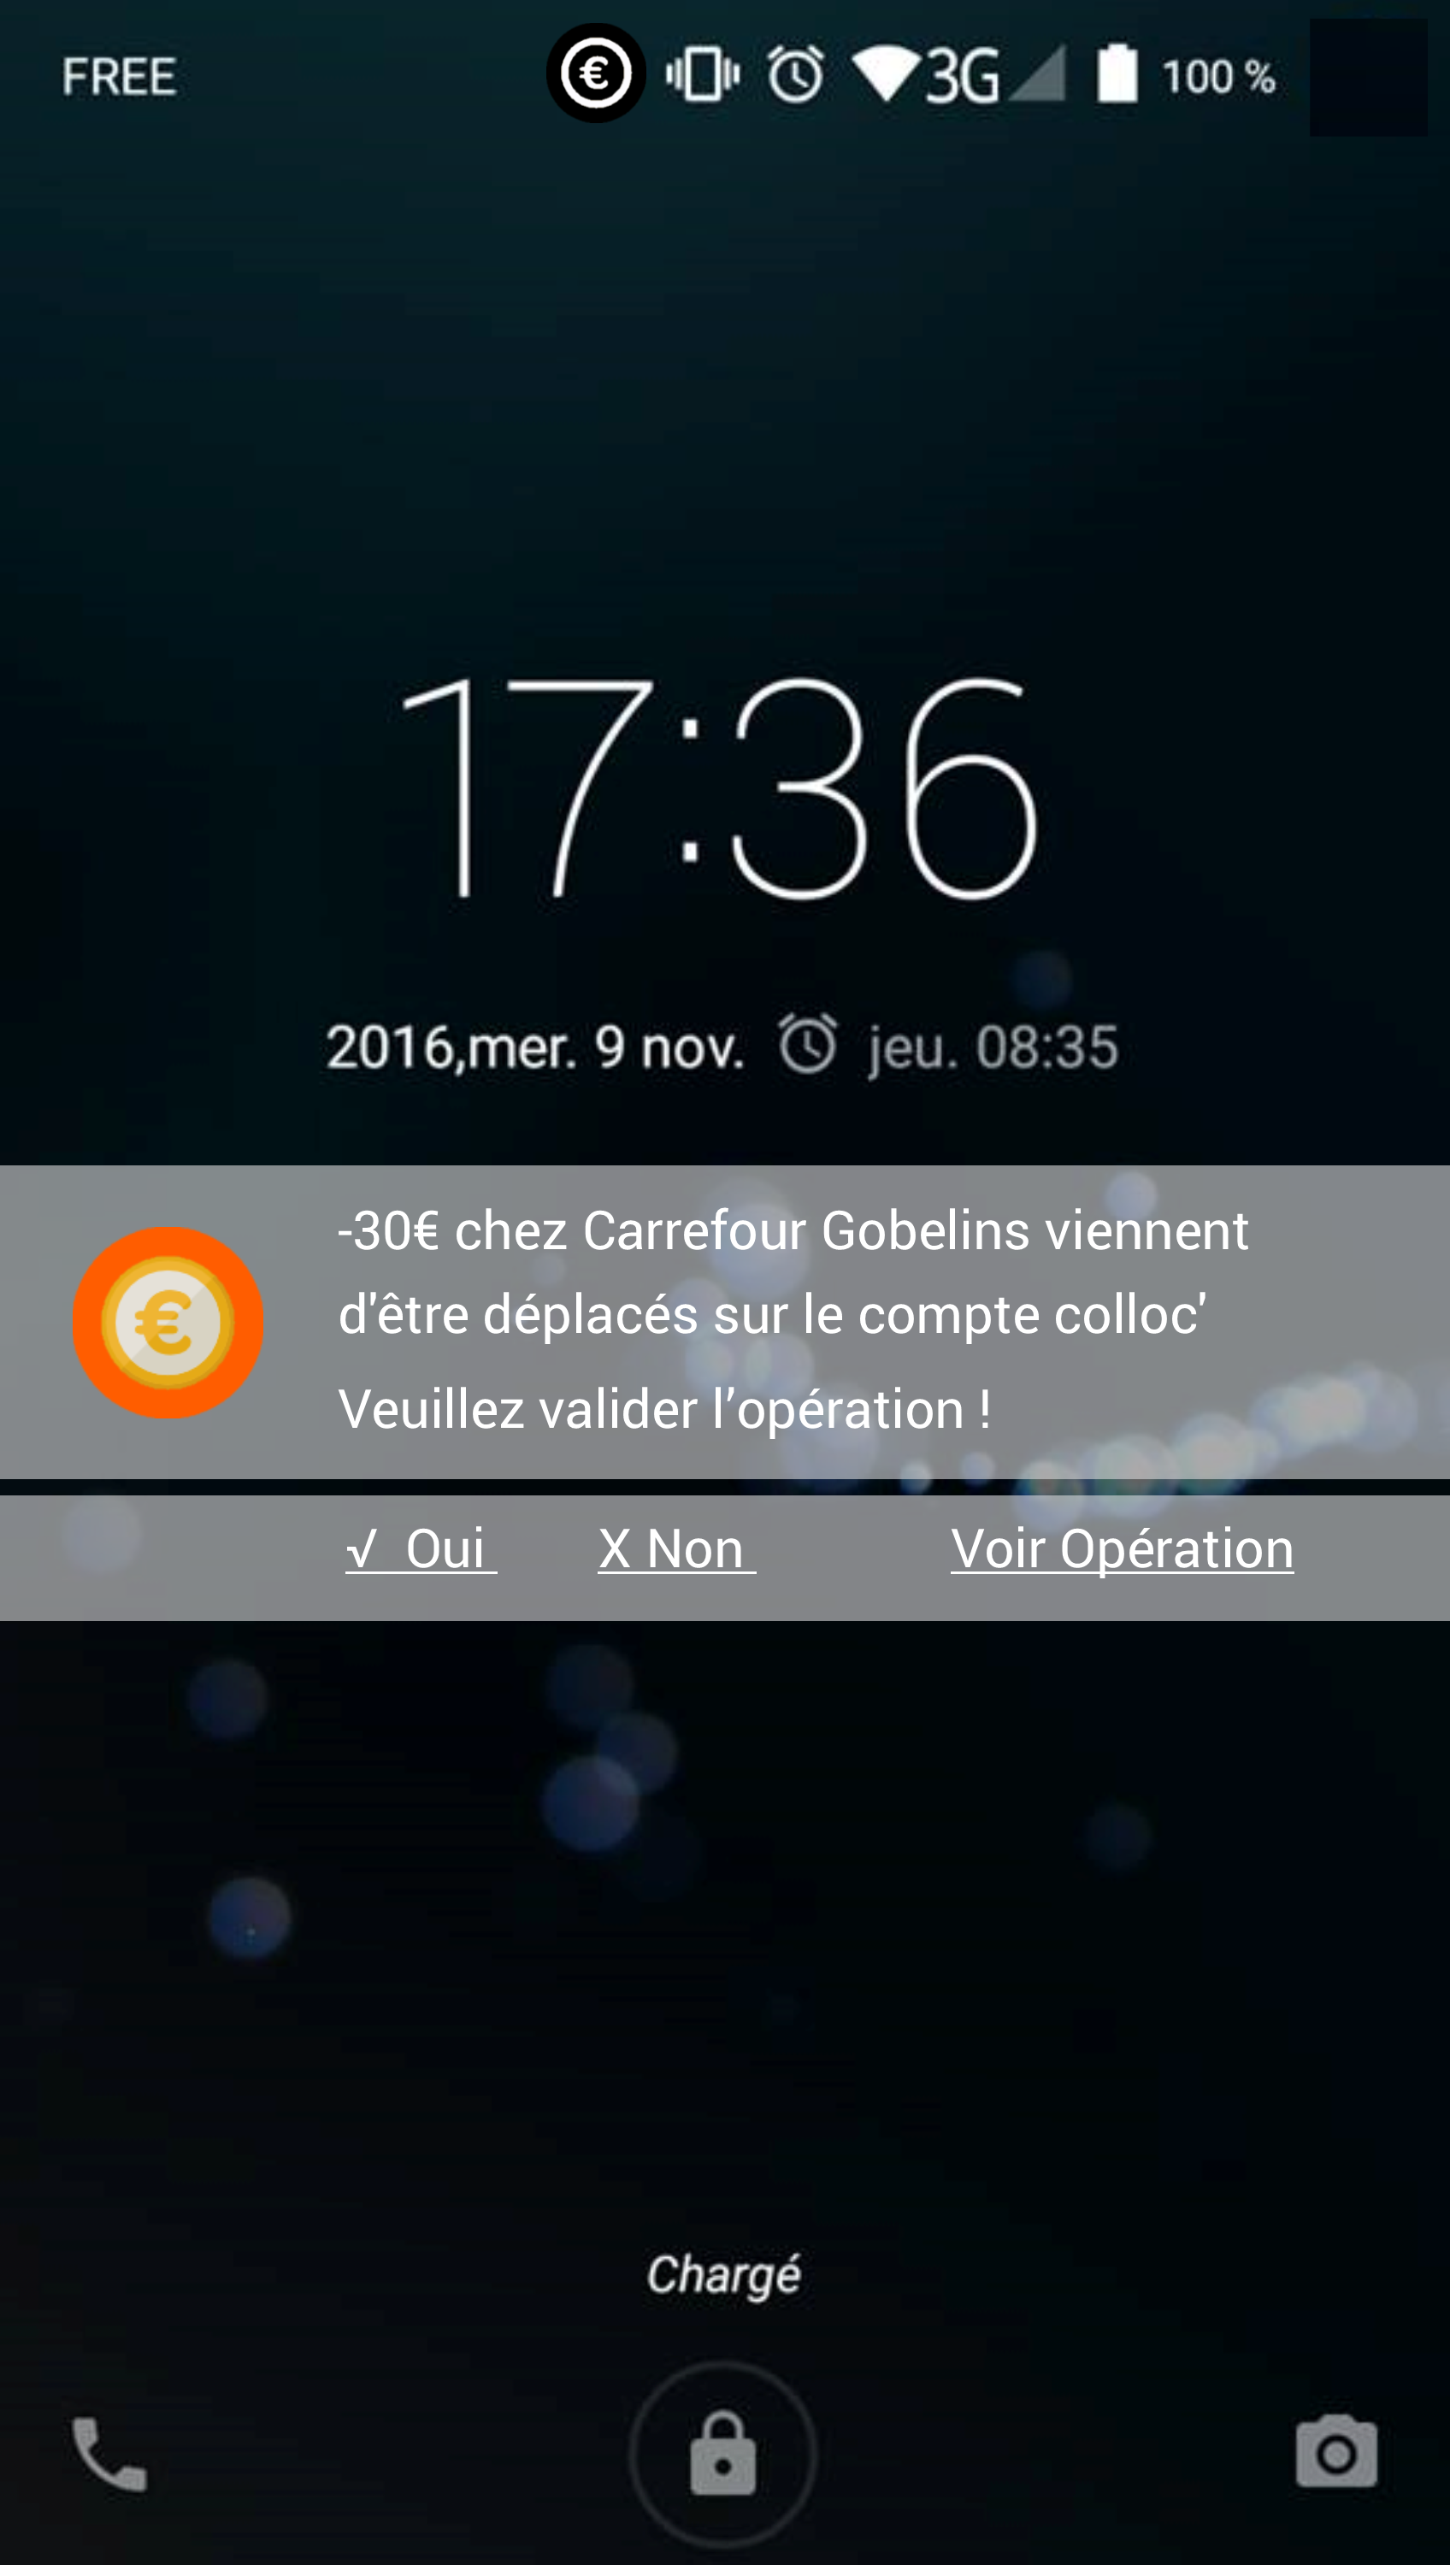 FREE € 3G 100 %
17:36
2016,mer. 9 nov. jeu. 08:35
-30€ chez Carrefour Gobelins viennent
d'être déplacés sur le compte colloc'
€
Veuillez valider l’opération !
√ Oui X Non Voir Opération
Chargé